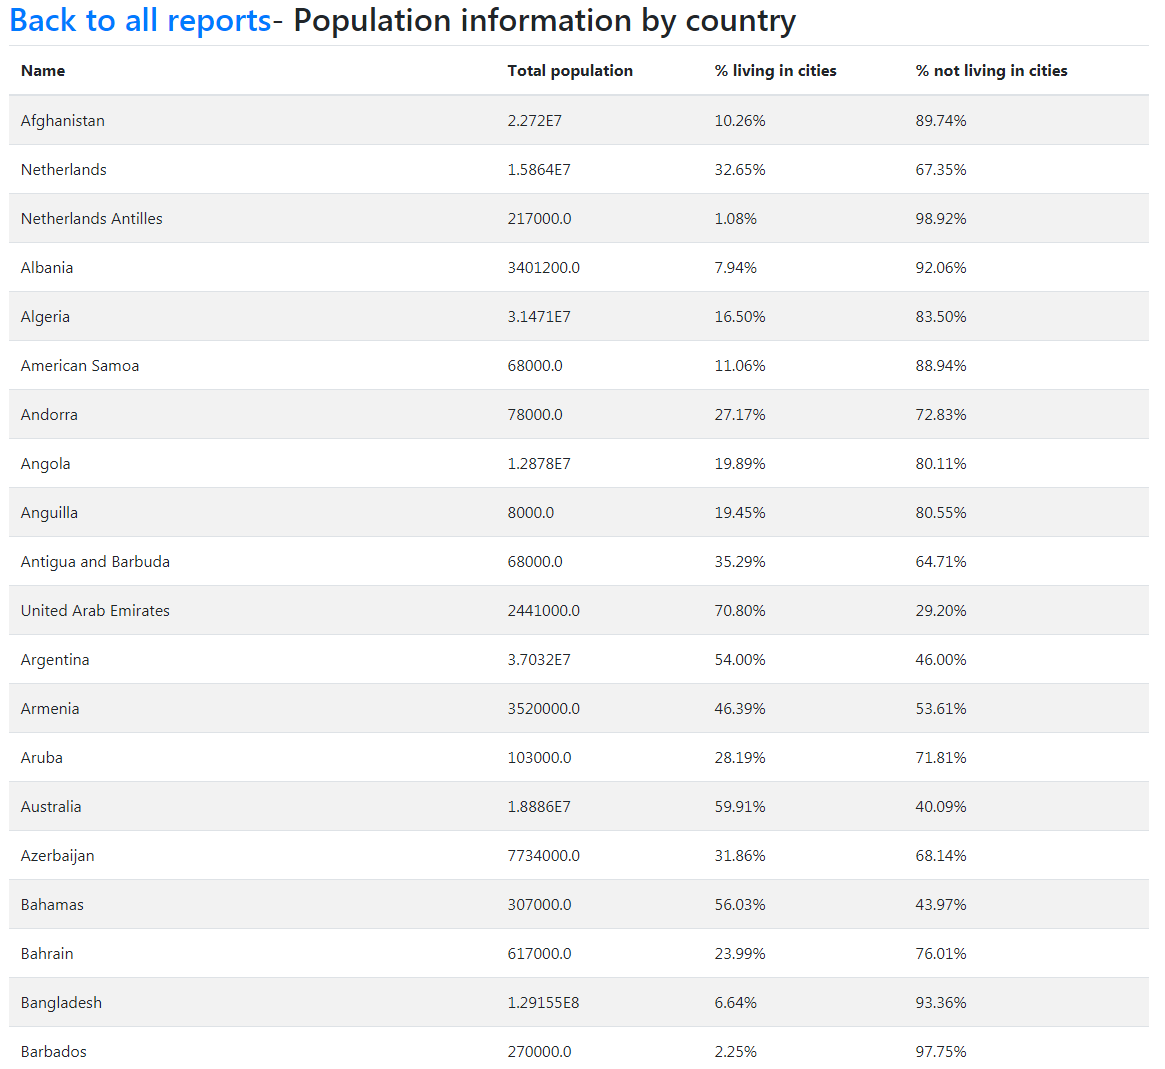 Back to all reports- Population information by country
Name Total population % living in cities % not living in cities
Afghanistan 2.272E7 10.26% 89.74%
Netherlands 1.5864E7 32.65% 67.35%
Netherlands Antilles 217000.0 1.08% 98.92%
Albania 3401200.0 7.94% 92.06%
Algeria 3.1471E7 16.50% 83.50%
American Samoa 68000.0 11.06% 88.94%
Andorra 78000.0 27.17% 72.83%
Angola 1.2878E7 19.89% 80.11%
Anguilla 8000.0 19.45% 80.55%
Antigua and Barbuda 68000.0 35.29% 64.71%
United Arab Emirates 2441000.0 70.80% 29.20%
Argentina 3.7032E7 54.00% 46.00%
Armenia 3520000.0 46.39% 53.61%
Aruba 103000.0 28.19% 71.81%
Australia 1.8886E7 59.91% 40.09%
Azerbaijan 7734000.0 31.86% 68.14%
Bahamas 307000.0 56.03% 43.97%
Bahrain 617000.0 23.99% 76.01%
Bangladesh 1.29155E8 6.64% 93.36%
Barbados 270000.0 2.25% 97.75%